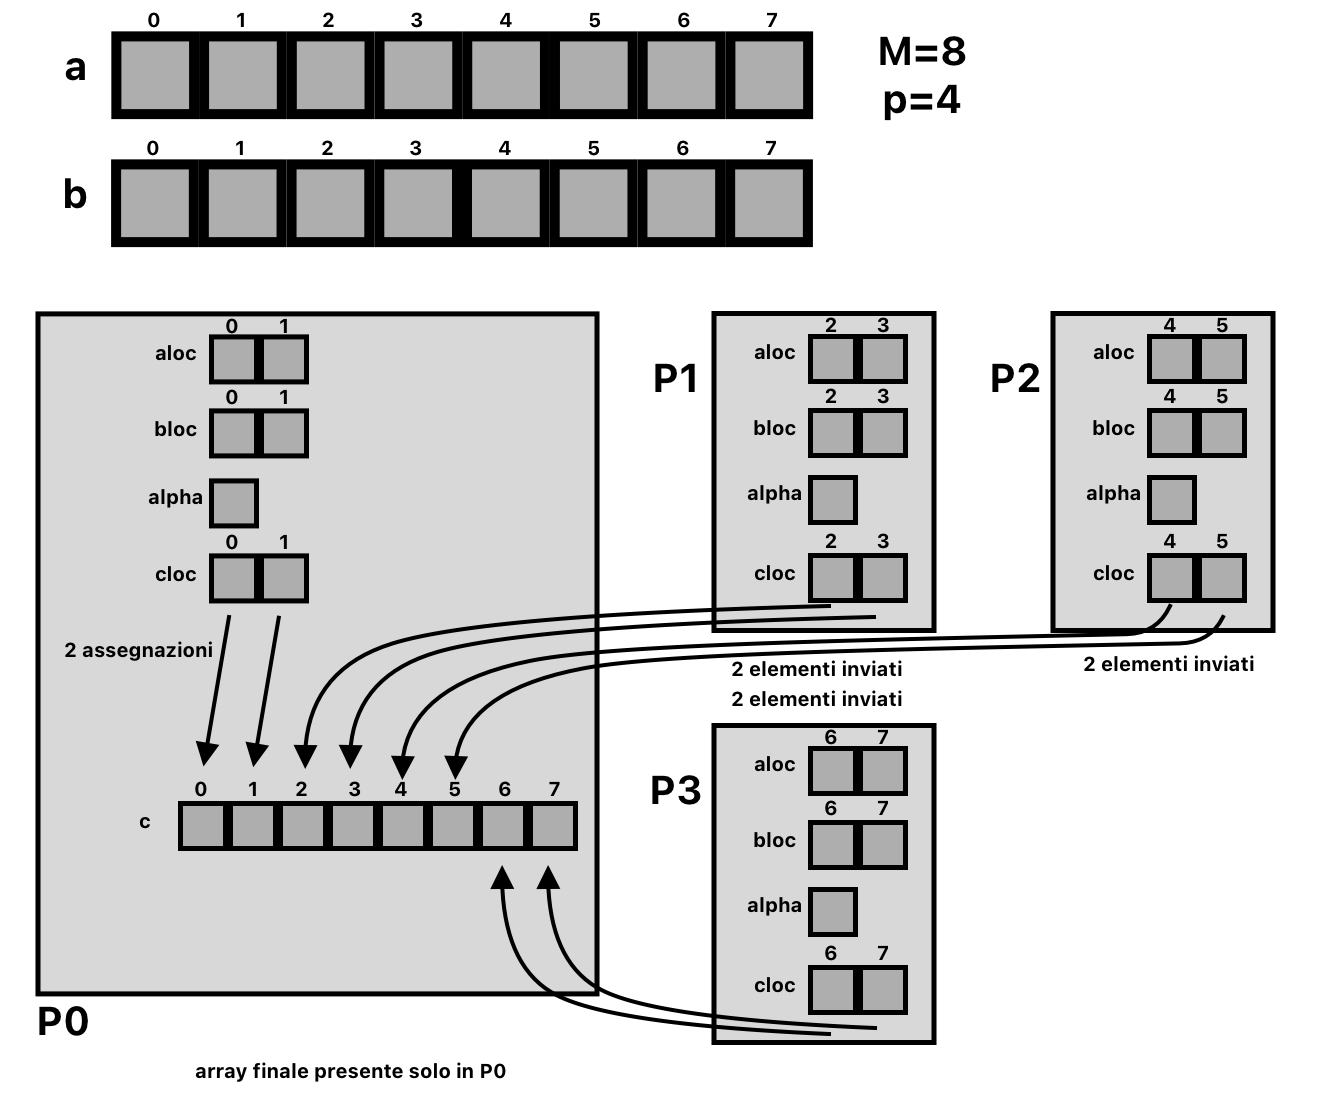 0 1 2 3 4 5 6 7
a
M=8
p=4
0 1 2 3 4 5 6 7
b
0 1
aloc
0 1
bloc
alpha
0 1
cloc
2 assegnazioni
0 1 2 3 4 5 6 7
c
P0
P1
2 3
aloc
2 3
bloc
alpha
2 3
cloc
2 elementi inviati
P2
4 5
aloc
4 5
bloc
alpha
4 5
cloc
2 elementi inviati
2 elementi inviati
P3
6 7
aloc
6 7
bloc
alpha
6 7
cloc
array finale presente solo in P0